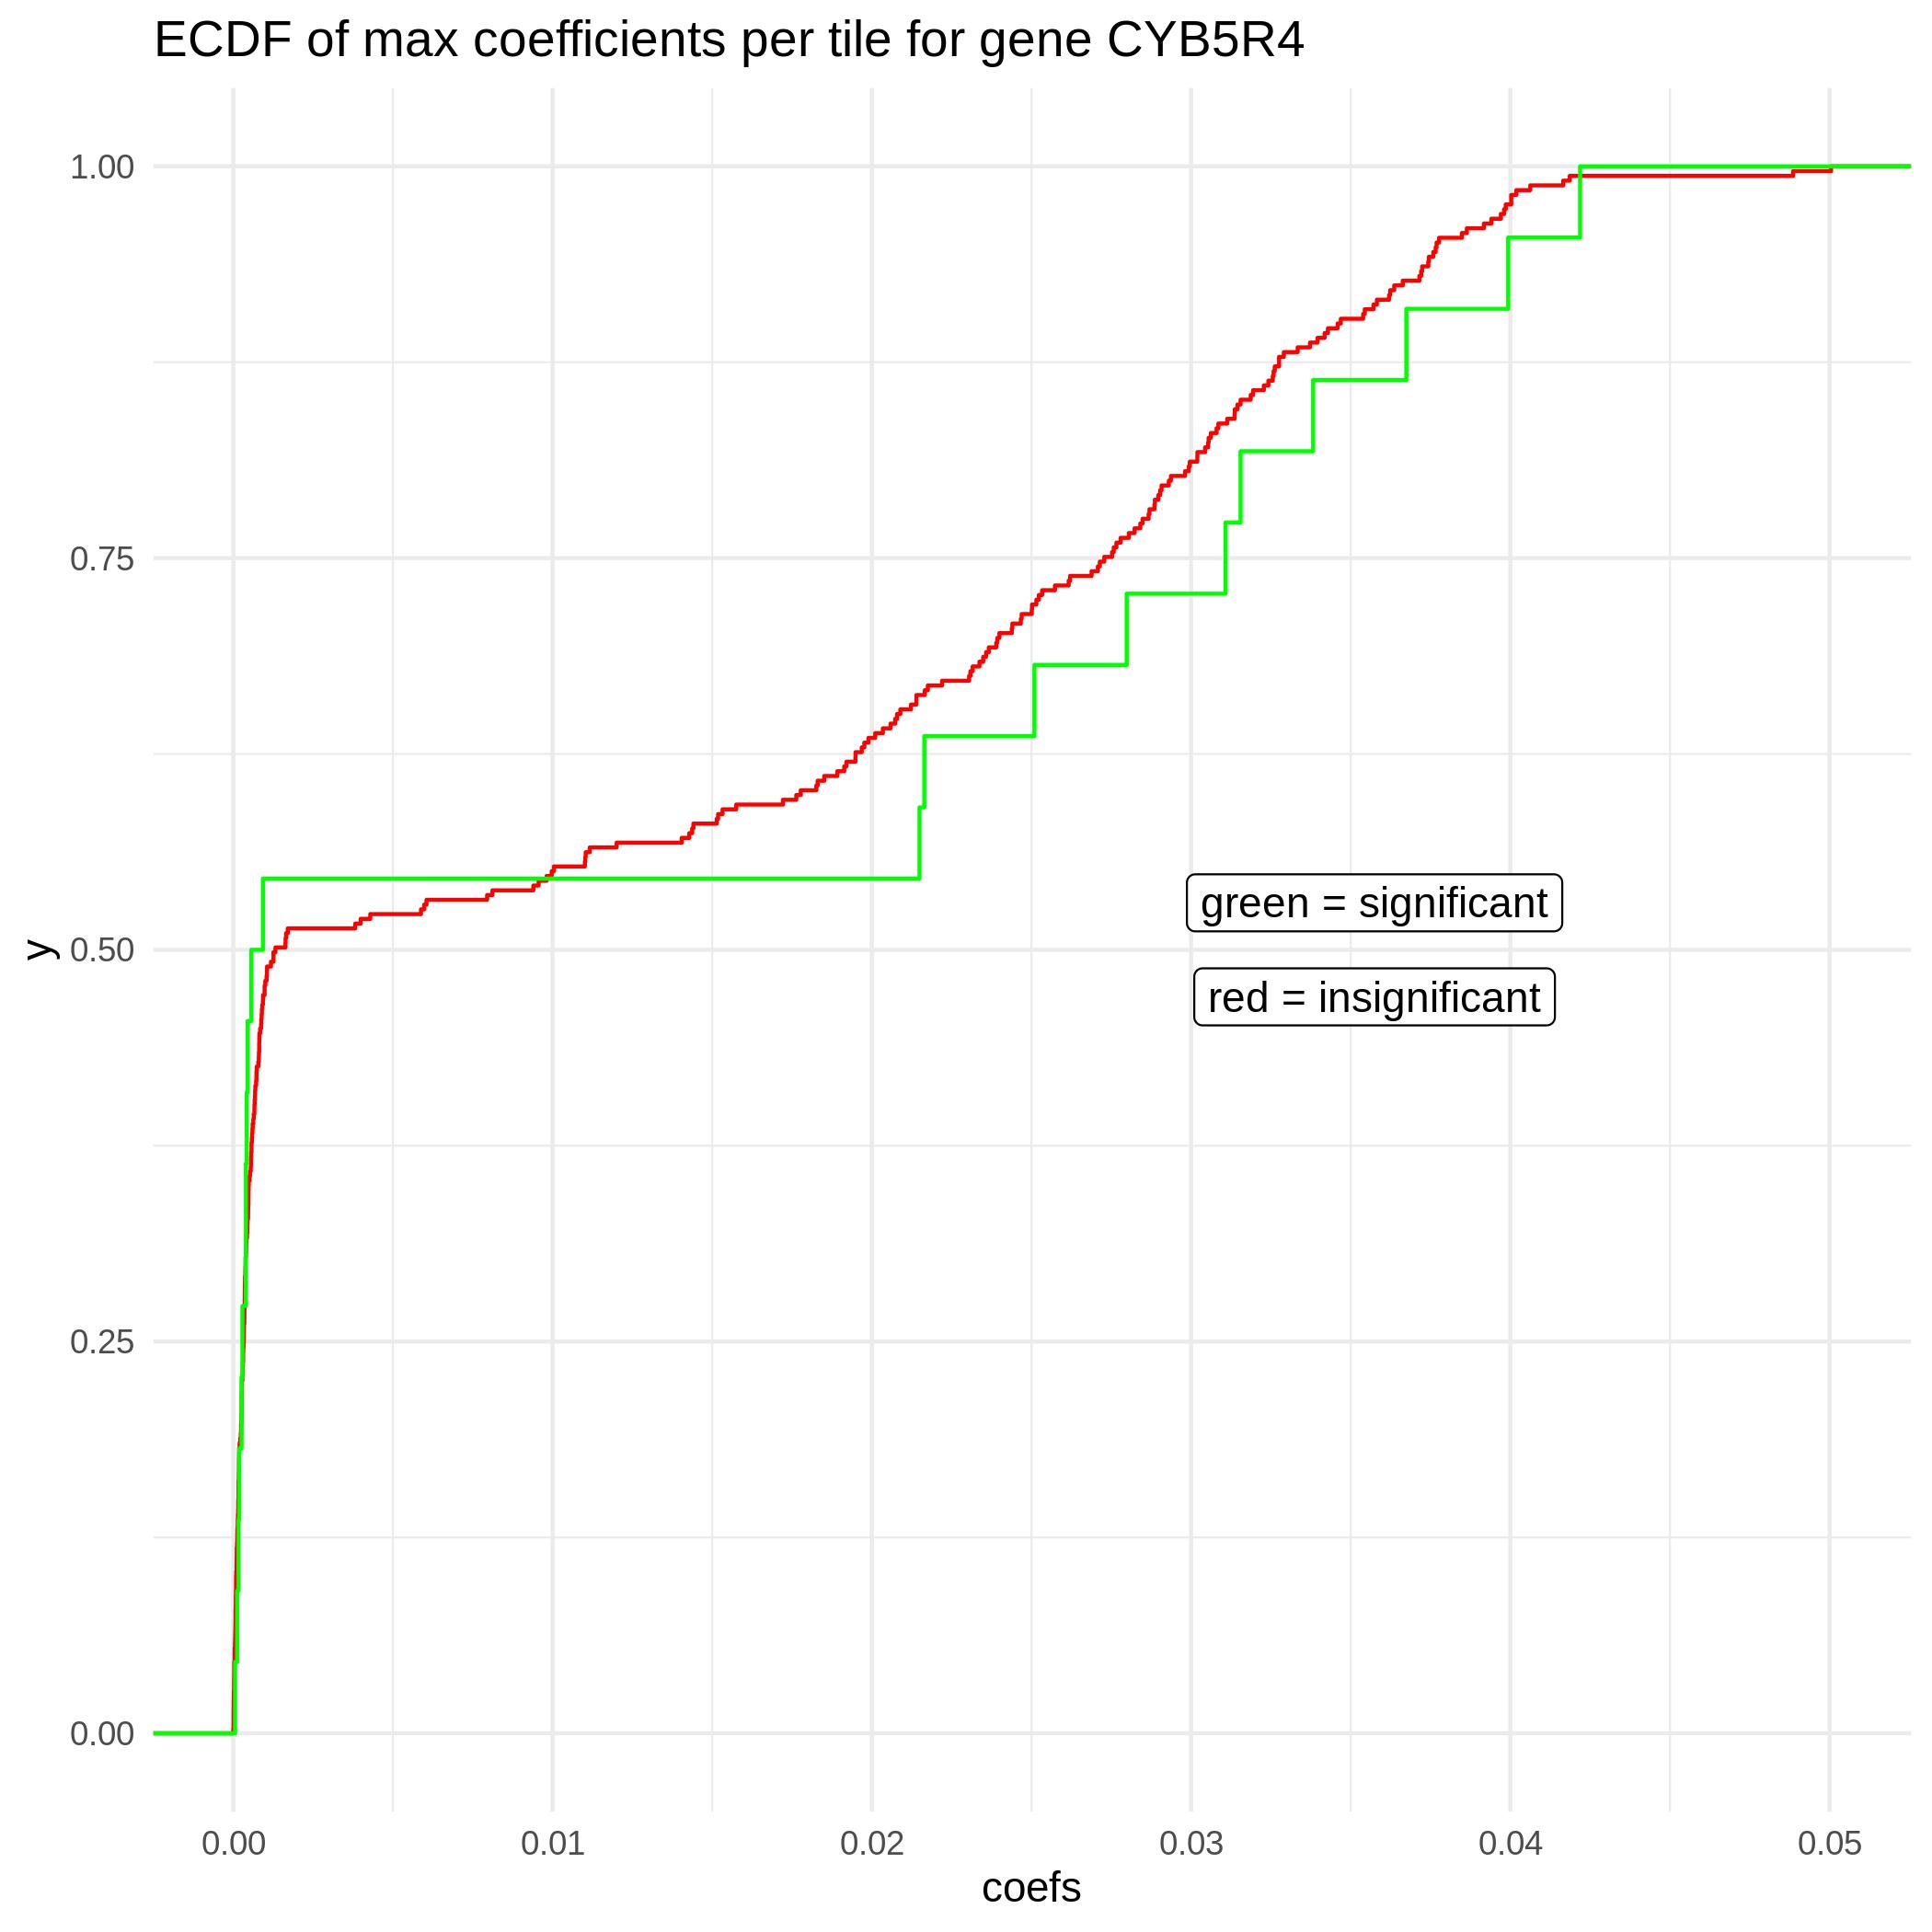 ECDF of max coefficients per tile for gene CYB5R4
1.00
0.75
0.50
0.25
0.00
y
green = significant
red = insignificant
0.00 0.01 0.02 0.03 0.04 0.05
coefs